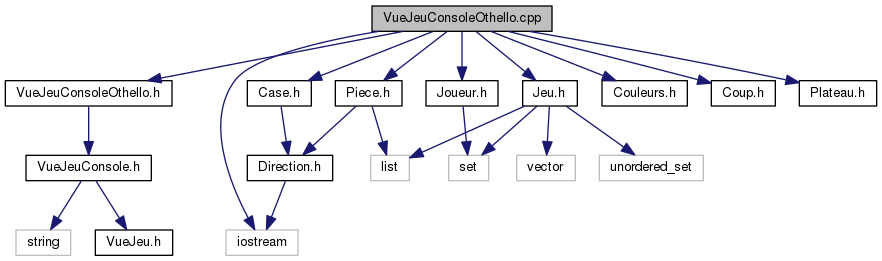 VueJeuConsoleOthello.cpp
VueJeuConsoleOthello.h
Case.h
Piece.h
Joueur.h
Jeu.h
Couleurs.h
Coup.h
Plateau.h
VueJeuConsole.h
Direction.h
list
set
vector
unordered_set
string
VueJeu.h
iostream